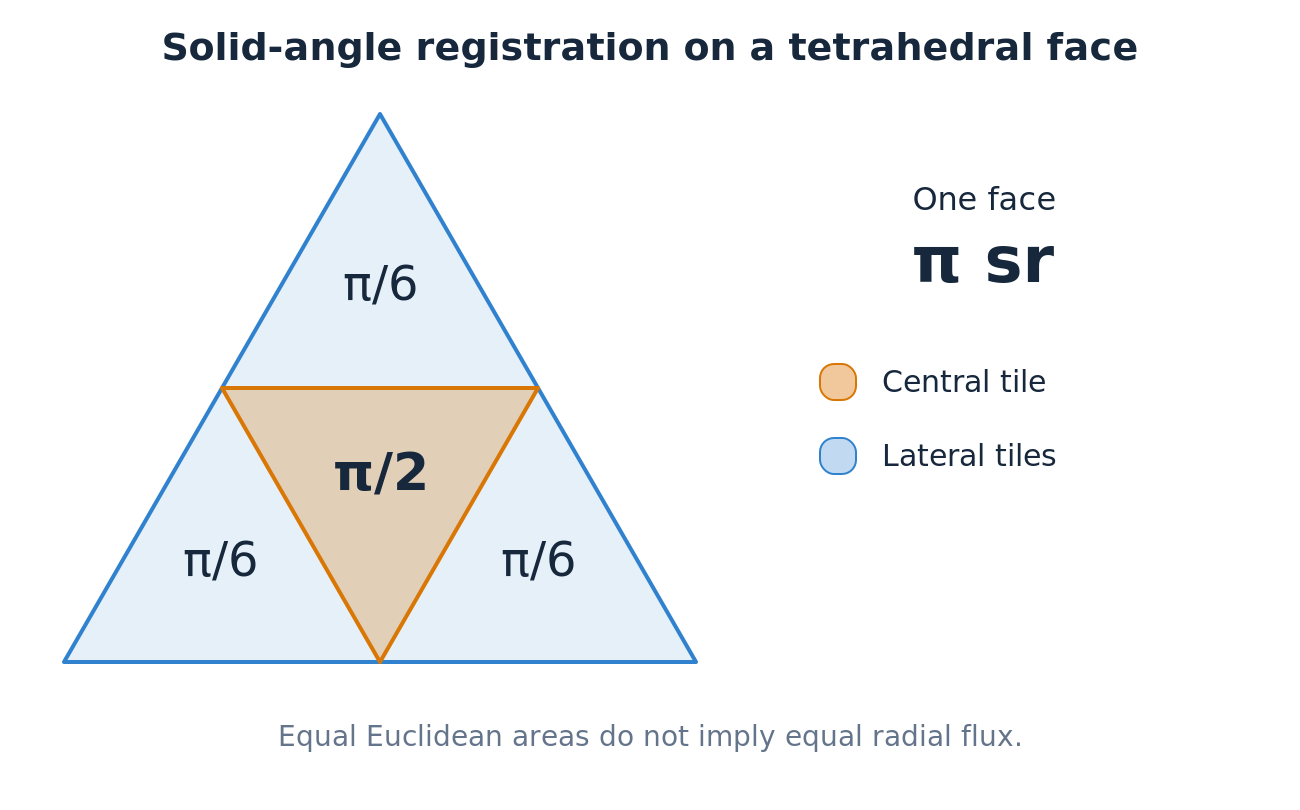 Solid-angle registration on a tetrahedral face
π/6
π/2
π/6
π/6
One face
π sr
Central tile
Lateral tiles
Equal Euclidean areas do not imply equal radial flux.